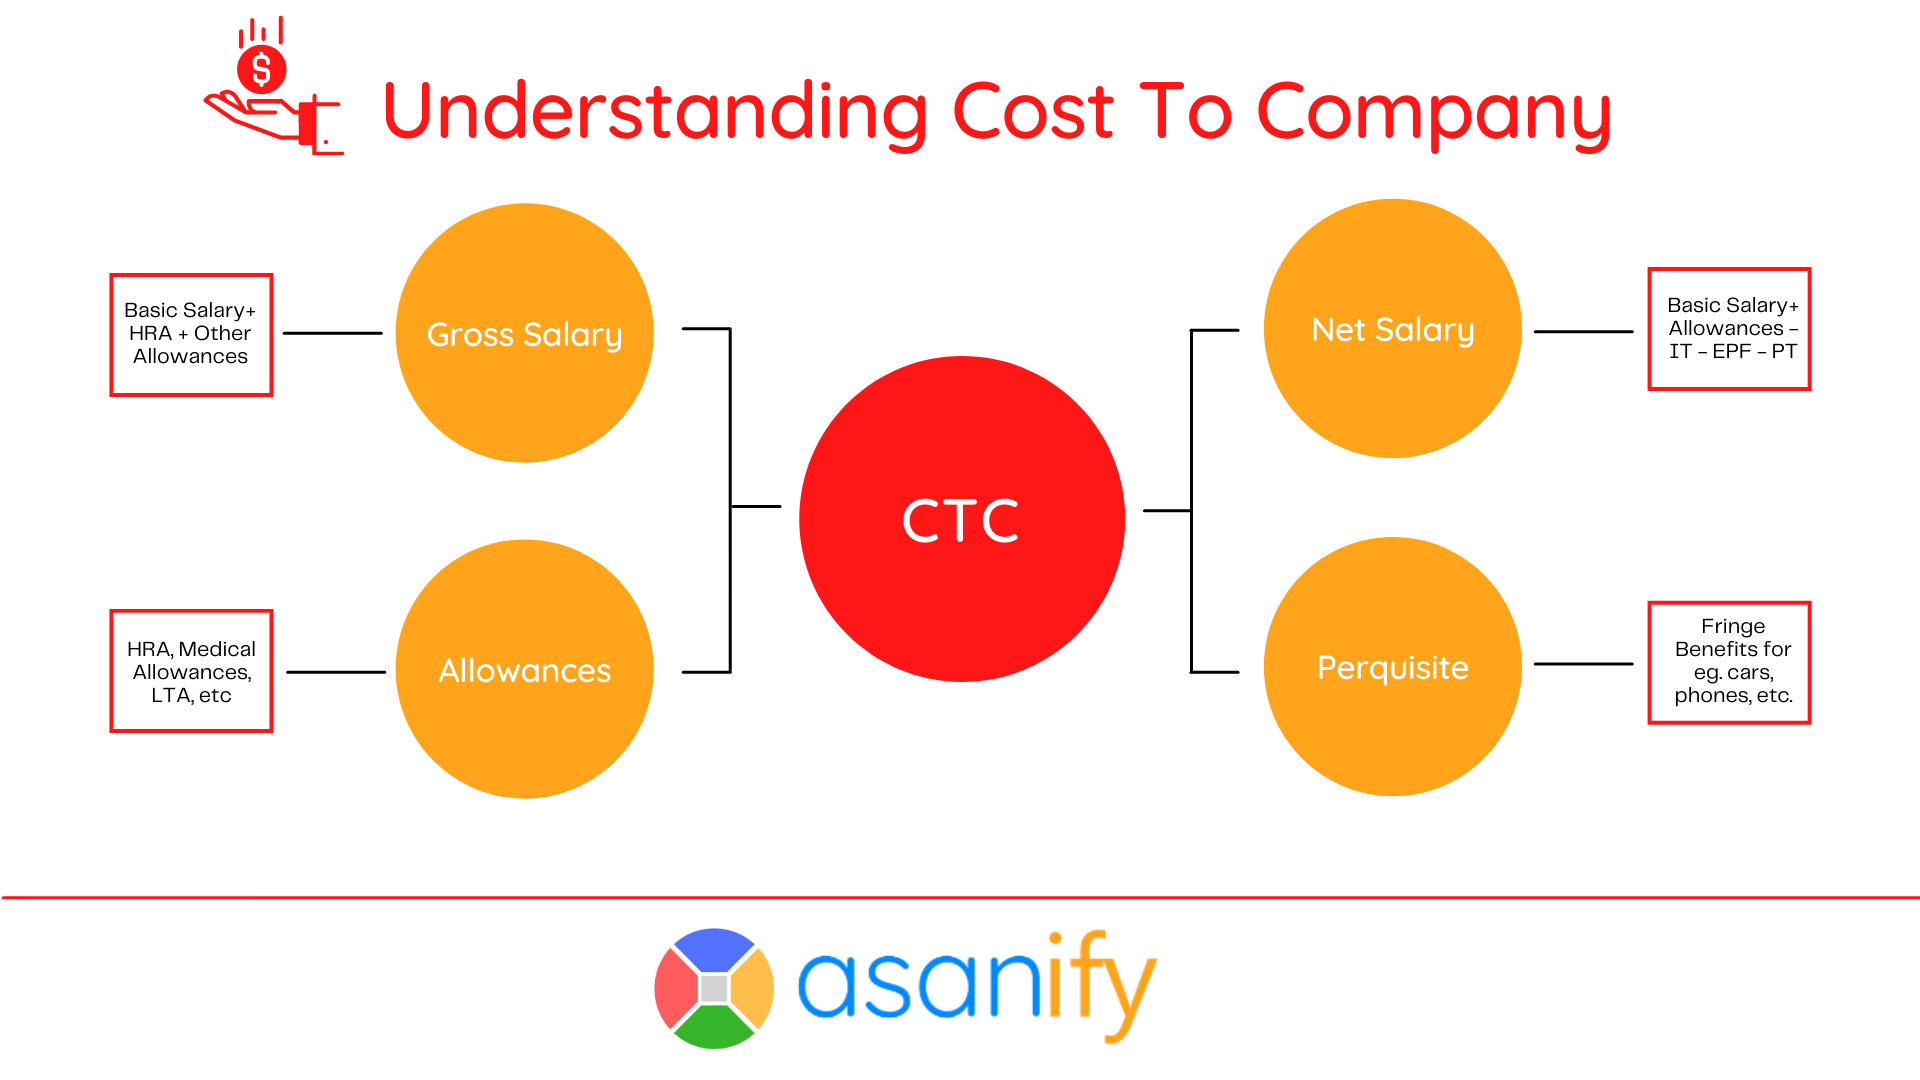 $
Understanding Cost To Company
Basic Salary+
HRA + Other
Allowances
Gross Salary
Net Salary
Basic Salary+
Allowances -
IT - EPF - PT
CTC
HRA, Medical
Allowances,
LTA, etc
Allowances
Perquisite
Fringe
Benefits for
eg. cars,
phones, etc.
asanify